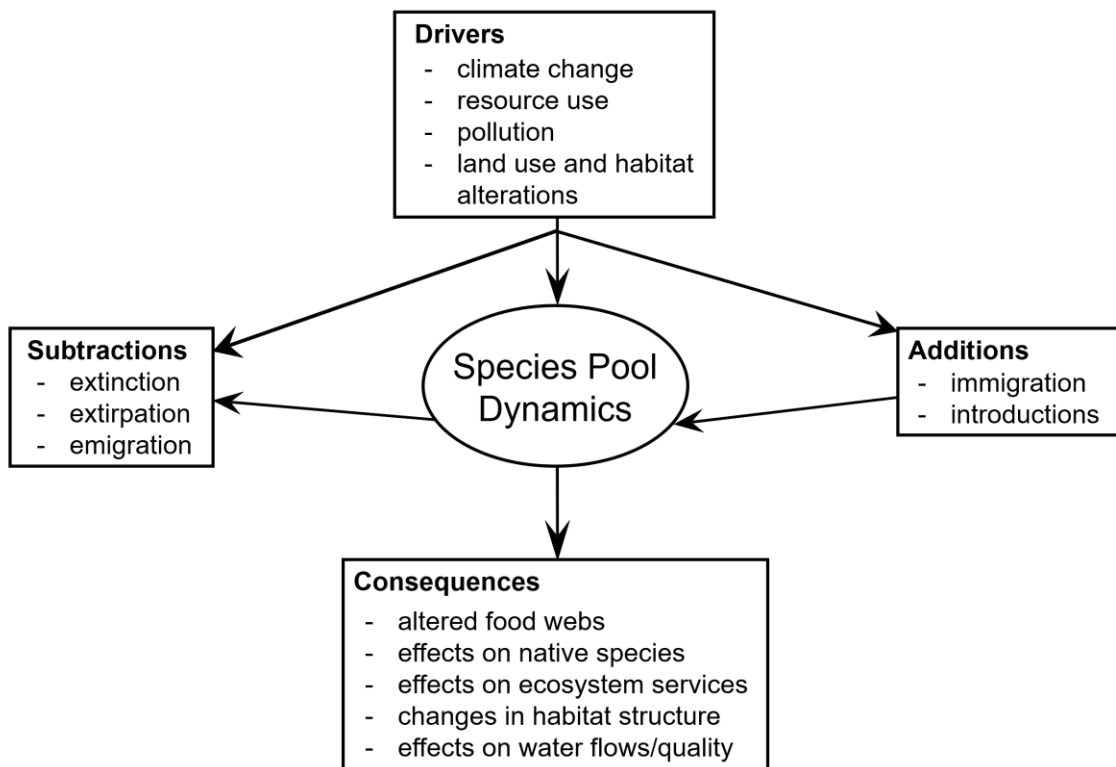 Drivers
- climate change
- resource use
- pollution
- land use and habitat
alterations
Subtractions
- extinction
- extirpation
- emigration
Species Pool
Dynamics
Additions
- immigration
- introductions
Consequences
- altered food webs
- effects on native species
- effects on ecosystem services
- changes in habitat structure
- effects on water flows/quality